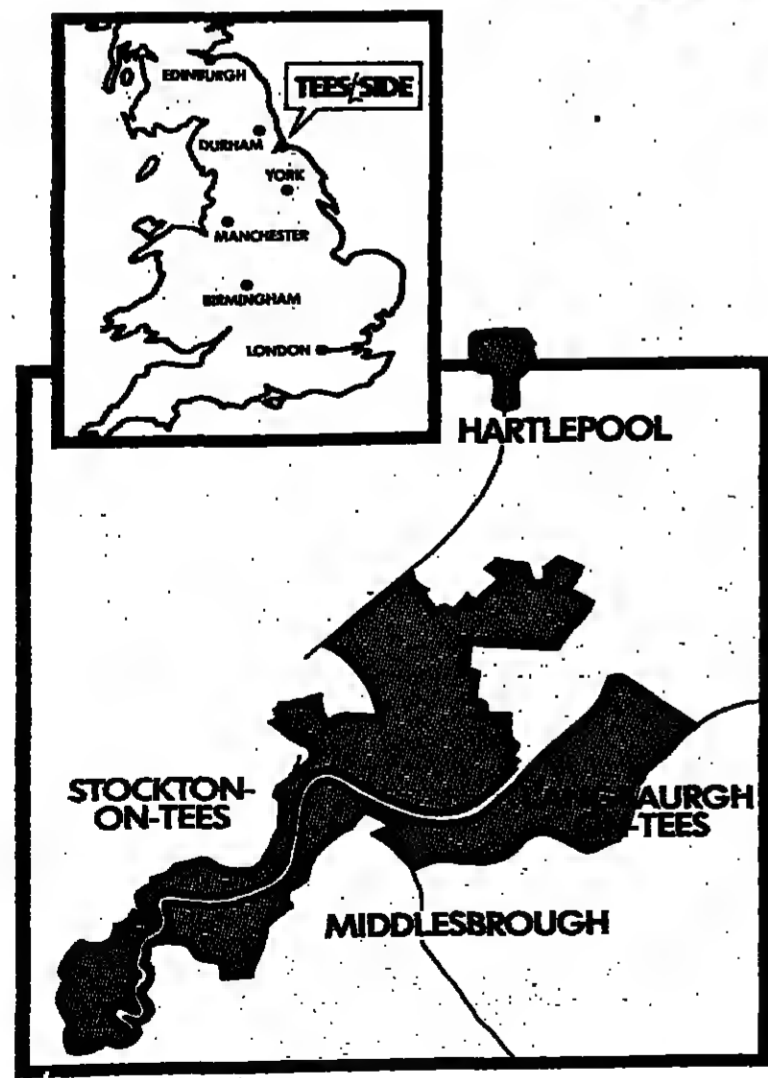 EDINBURGH
TEES/SIDE
DURHAM
YORK
MANCHESTER
BIRMINGHAM
LONDON
HARTLEPOOL
STOCKTON-
ON-TEES
MIDDLESBROUGH